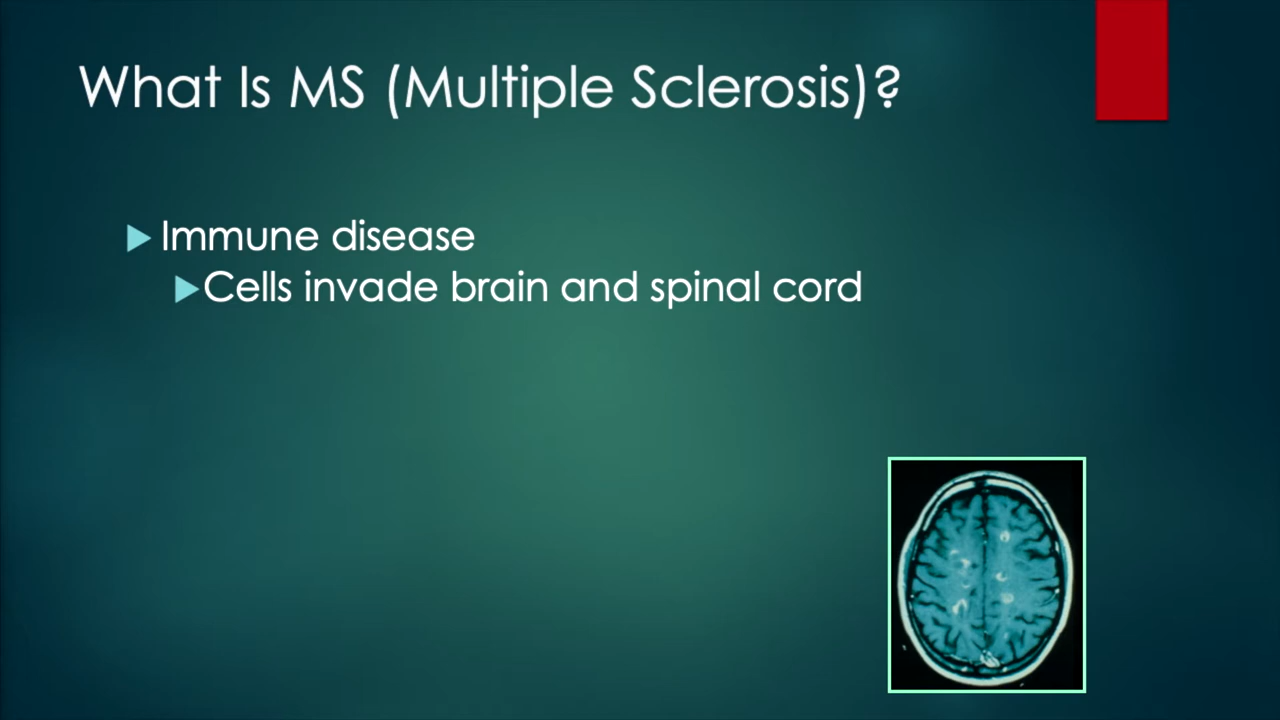 What Is MS (Multiple Sclerosis)?
Immune disease
Cells invade brain and spinal cord